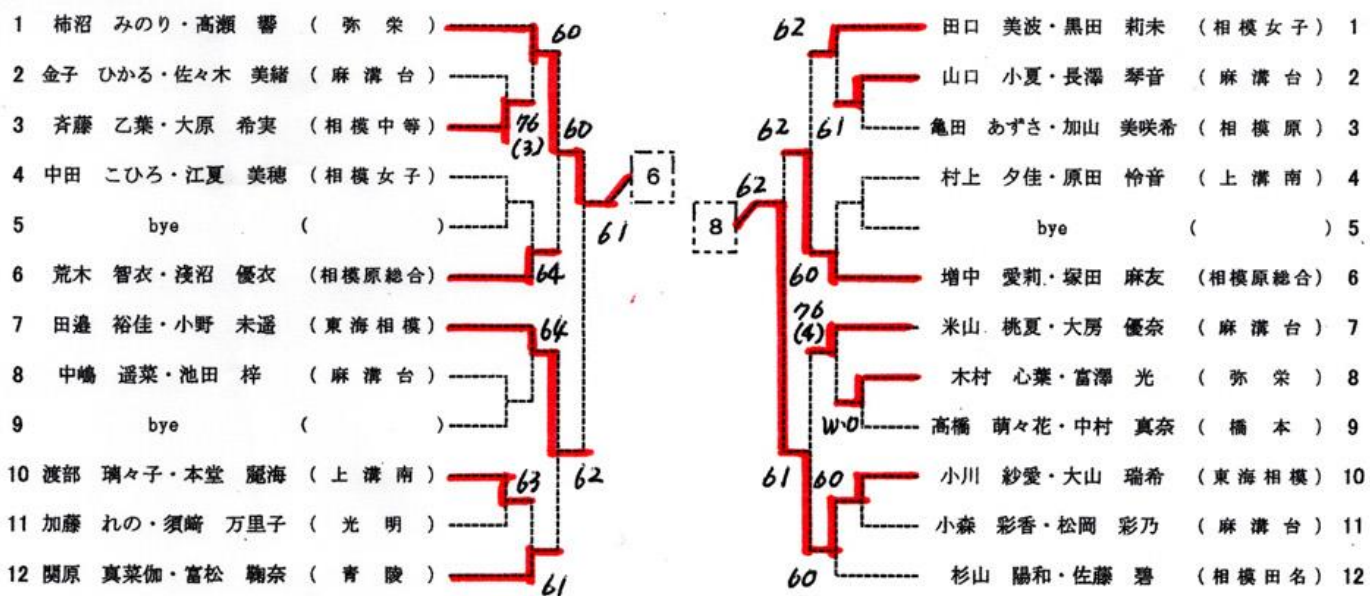 1 柿沼 みのり・高瀬 響 (弥栄)
60
2 金子 ひかる・佐々木 美緒 (麻溝台)
3 斉藤 乙葉・大原 希実 (相模中等)
76
(3)
60
4 中田 こひろ・江夏 美穂 (相模女子)
6
5 bye ( )
61
6 荒木 智衣・淺沼 優衣 (相模原総合)
64
7 田邉 裕佳・小野 未遥 (東海相模)
64
8 中嶋 遥菜・池田 梓 (麻溝台)
9 bye ( )
10 渡部 璃々子・本堂 麗海 (上溝南)
63
62
11 加藤 れの・須﨑 万里子 (光明)
12 関原 真菜伽・富松 鞠奈 (青陵)
61
62
田口 美波・黒田 莉未 (相模女子) 1
山口 小夏・長澤 琴音 (麻溝台) 2
62
61
亀田 あずさ・加山 美咲希 (相模原) 3
62
村上 夕佳・原田 怜音 (上溝南) 4
8
bye ( ) 5
60
増中 愛莉・塚田 麻友 (相模原総合) 6
76
(4)
米山 桃夏・大房 優奈 (麻溝台) 7
木村 心葉・富澤 光 (弥栄) 8
W.O
高橋 萌々花・中村 真奈 (橋本) 9
61
60
小川 紗愛・大山 瑞希 (東海相模) 10
小森 彩香・松岡 彩乃 (麻溝台) 11
60
杉山 陽和・佐藤 碧 (相模田名) 12